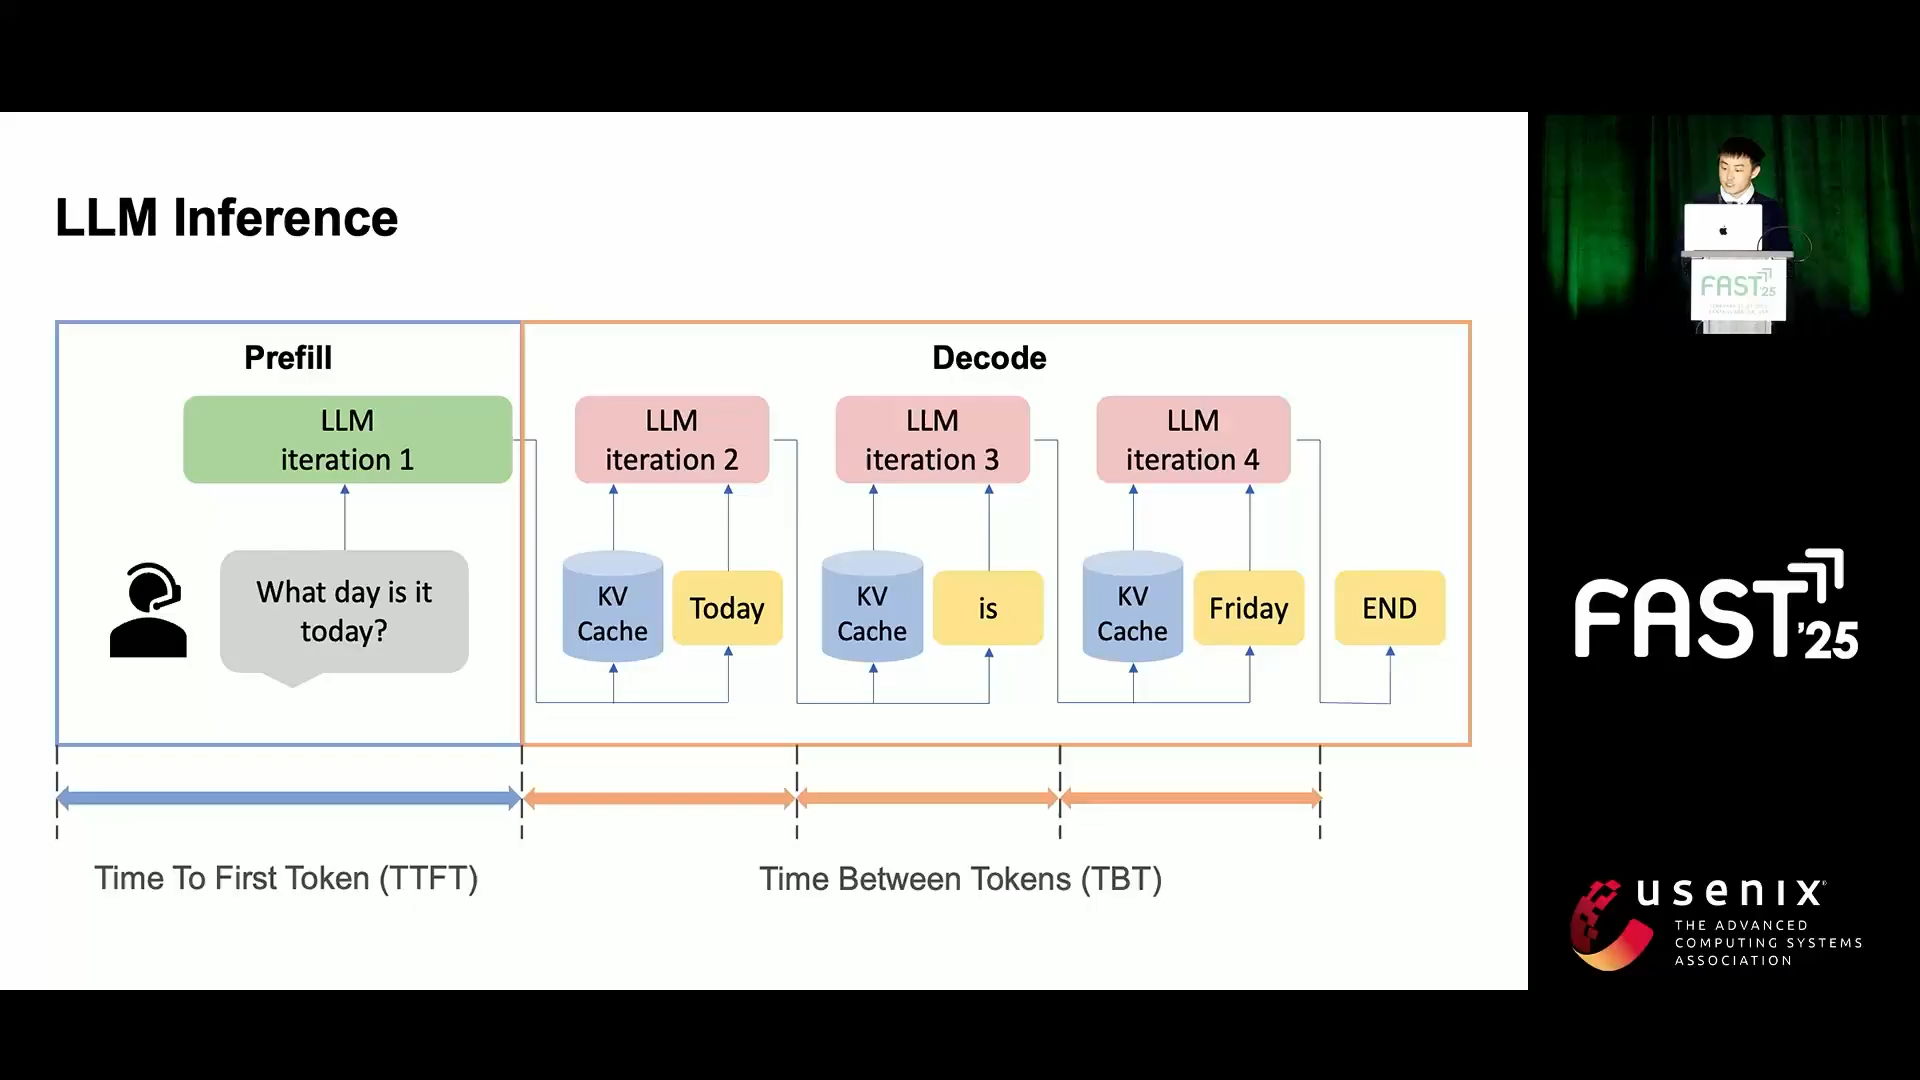 LLM Inference
Prefill
Decode
LLM
iteration 1
LLM
iteration 2
LLM
iteration 3
LLM
iteration 4
What day is it
today?
KV
Cache
Today
KV
Cache
is
KV
Cache
Friday
END
Time To First Token (TTFT)
Time Between Tokens (TBT)
FAST '25
FAST '25
usenix
THE ADVANCED
COMPUTING SYSTEMS
ASSOCIATION